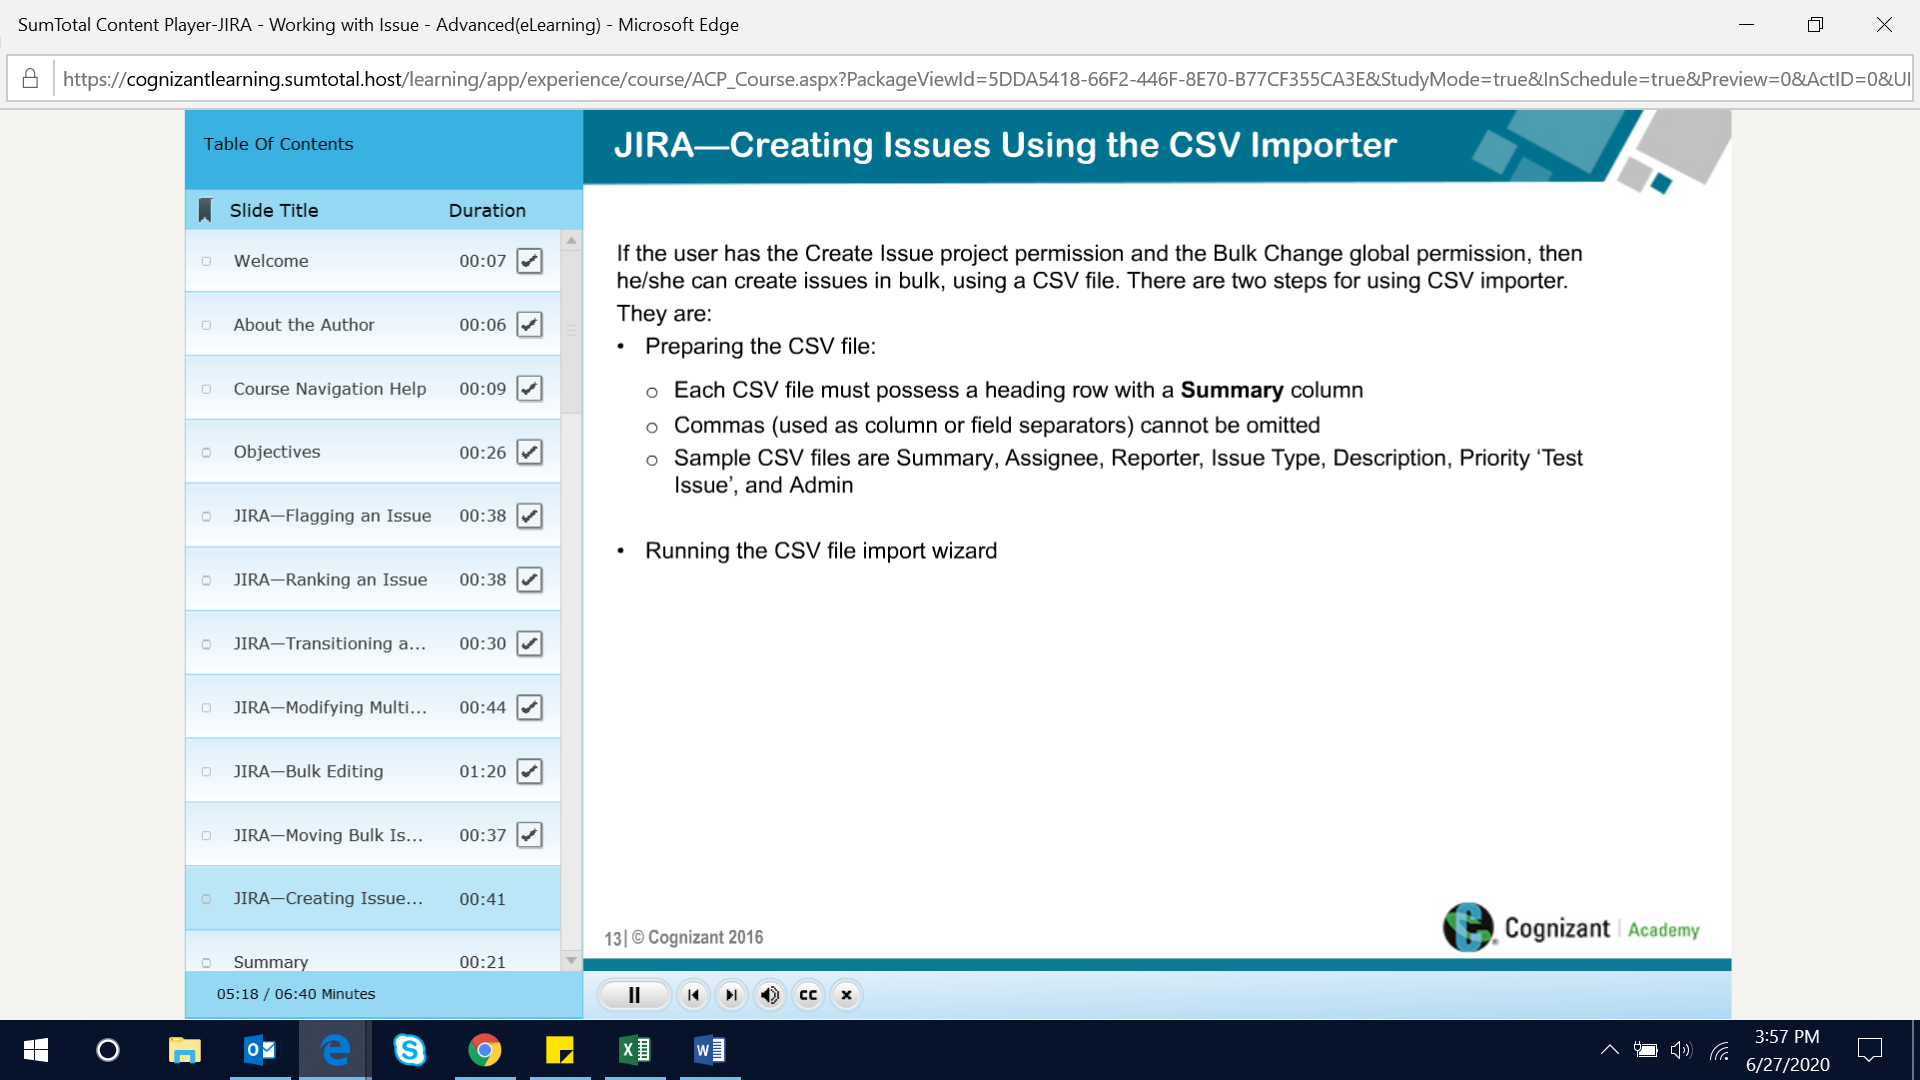 SumTotal Content Player-JIRA - Working with Issue - Advanced(eLearning) - Microsoft Edge
https://cognizantlearning.sumtotal.host/learning/app/experience/course/ACP_Course.aspx?PackageViewId=5DDA5418-66F2-446F-8E70-B77CF355CA3E&StudyMode=true&InSchedule=true&Preview=0&ActID=0&UI
Table Of Contents
Slide Title Duration
Welcome 00:07
About the Author 00:06
Course Navigation Help 00:09
Objectives 00:26
JIRA—Flagging an Issue 00:38
JIRA—Ranking an Issue 00:38
JIRA—Transitioning a... 00:30
JIRA—Modifying Multi... 00:44
JIRA—Bulk Editing 01:20
JIRA—Moving Bulk Is... 00:37
JIRA—Creating Issue... 00:41
Summary 00:21
05:18 / 06:40 Minutes
JIRA—Creating Issues Using the CSV Importer
If the user has the Create Issue project permission and the Bulk Change global permission, then
he/she can create issues in bulk, using a CSV file. There are two steps for using CSV importer.
They are:
• Preparing the CSV file:
o Each CSV file must possess a heading row with a Summary column
o Commas (used as column or field separators) cannot be omitted
o Sample CSV files are Summary, Assignee, Reporter, Issue Type, Description, Priority ‘Test
Issue’, and Admin
• Running the CSV file import wizard
13| © Cognizant 2016
Cognizant | Academy
CC
3:57 PM
6/27/2020